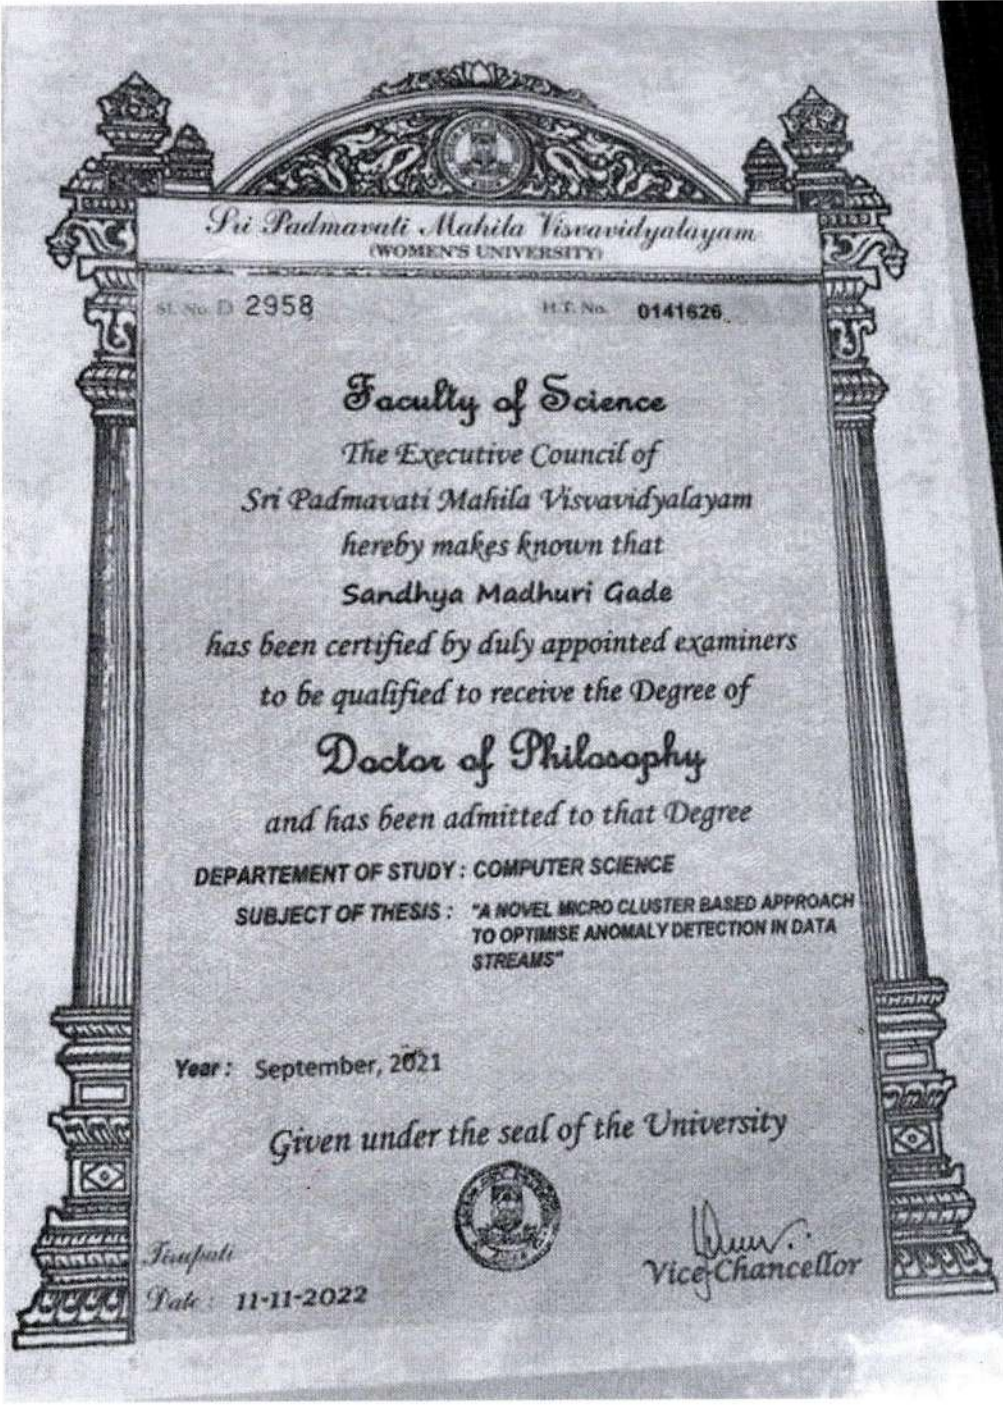 Sri Padmavati Mahila Visvavidyalayam
(WOMEN'S UNIVERSITY)
Sl. No. D 2958
H.T. No. 0141626
Faculty of Science
The Executive Council of
Sri Padmavati Mahila Visvavidyalayam
hereby makes known that
Sandhya Madhuri Gade
has been certified by duly appointed examiners
to be qualified to receive the Degree of
Doctor of Philosophy
and has been admitted to that Degree
DEPARTEMENT OF STUDY : COMPUTER SCIENCE
SUBJECT OF THESIS : "A NOVEL MICRO CLUSTER BASED APPROACH
TO OPTIMISE ANOMALY DETECTION IN DATA
STREAMS"
Year : September, 2021
Given under the seal of the University
Tirupati
Date : 11-11-2022
Vice-Chancellor